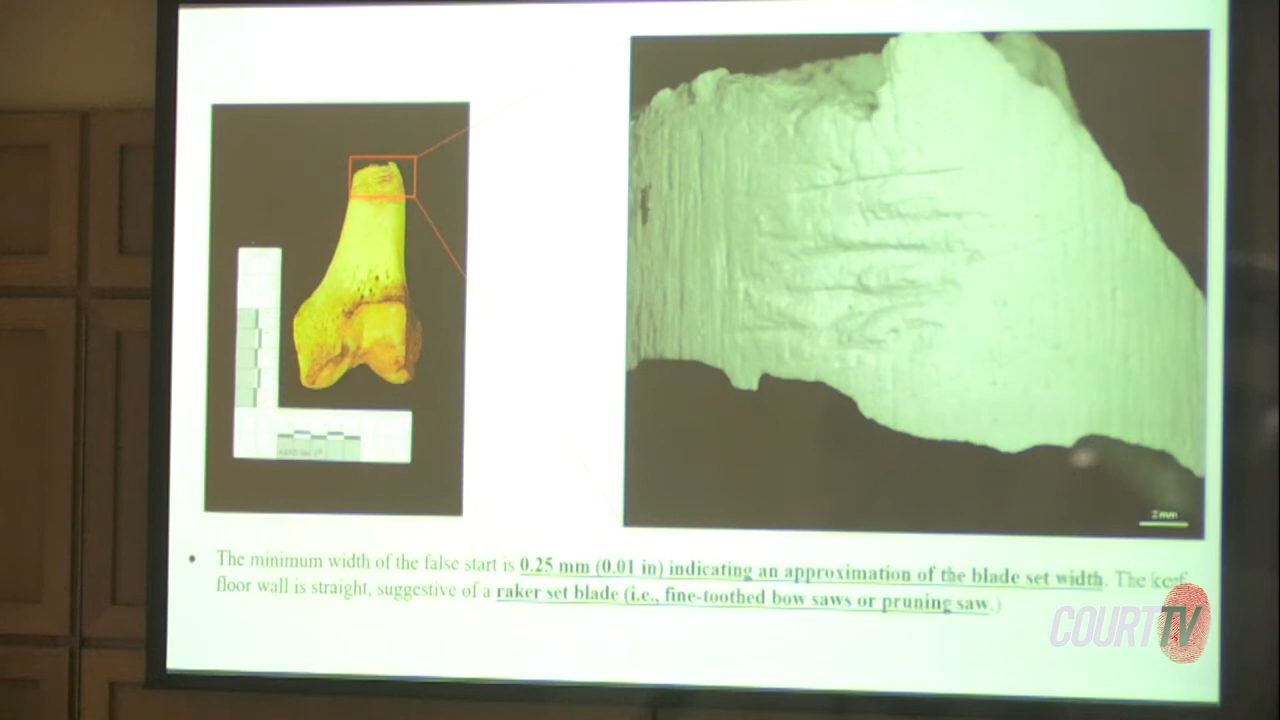 2mm
• The minimum width of the false start is 0.25 mm (0.01 in) indicating an approximation of the blade set width. The kerf
floor wall is straight, suggestive of a raker set blade (i.e., fine-toothed bow saws or pruning saw.)
COURT TV